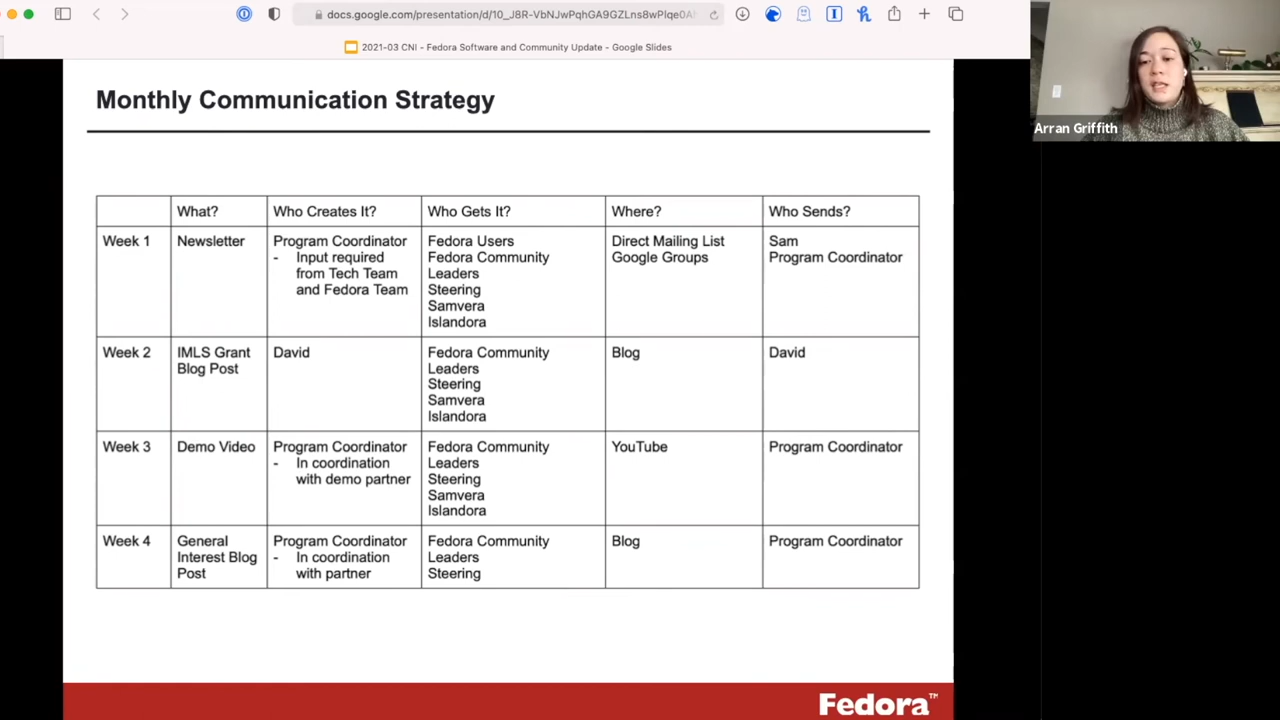 docs.google.com/presentation/d/10_J8R-VbNJwPqhGA9GZLns8wPlqe0A
2021-03 CNI - Fedora Software and Community Update - Google Slides
Arran Griffith
Monthly Communication Strategy
What? Who Creates It? Who Gets It? Where? Who Sends?
Week 1 Newsletter Program Coordinator Fedora Users Direct Mailing List Sam
- Input required Fedora Community Google Groups Program Coordinator
from Tech Team Leaders
and Fedora Team Steering
Samvera
Islandora
Week 2 IMLS Grant David Fedora Community Blog David
Blog Post Leaders
Steering
Samvera
Islandora
Week 3 Demo Video Program Coordinator Fedora Community YouTube Program Coordinator
- In coordination Leaders
with demo partner Steering
Samvera
Islandora
Week 4 General Program Coordinator Fedora Community Blog Program Coordinator
Interest Blog - In coordination Leaders
Post with partner Steering
Fedora™